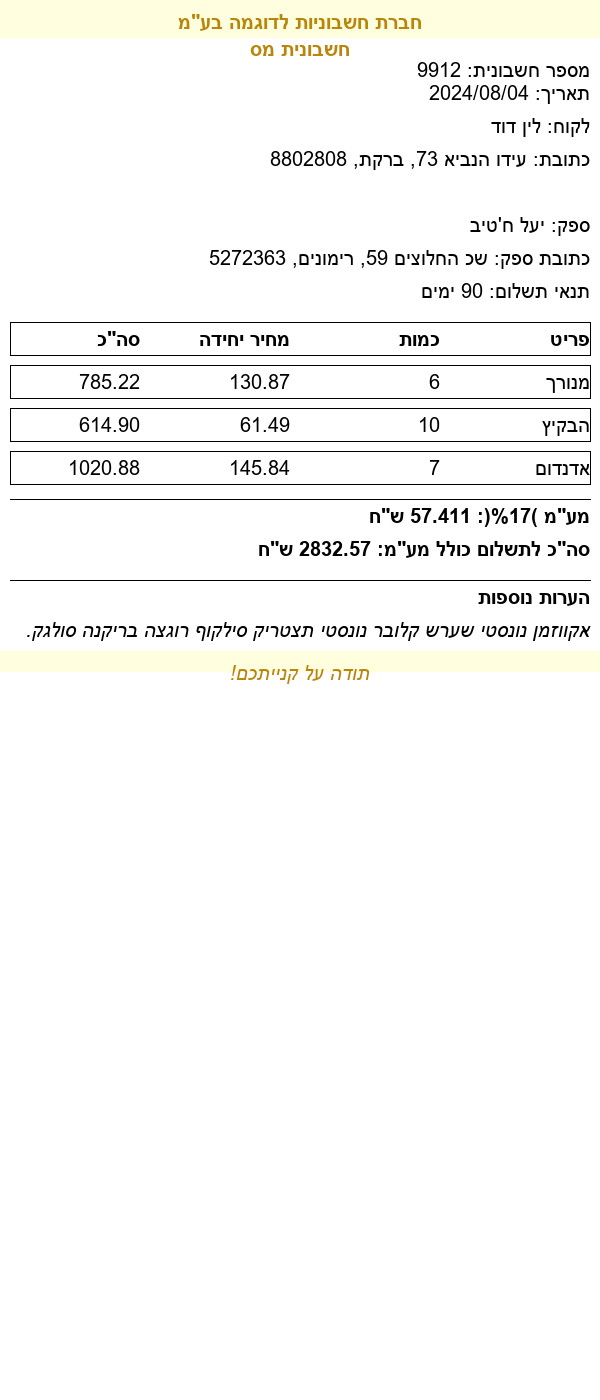 חברת חשבוניות לדוגמה בע"מ
חשבונית מס
מספר חשבונית: 9912
תאריך: 2024/08/04
לקוח: לין דוד
כתובת: עידו הנביא 73, ברקת, 8802808
ספק: יעל ח'טיב
כתובת ספק: שכ החלוצים 59, רימונים, 5272363
תנאי תשלום: 90 ימים
פריט כמות מחיר יחידה סה"כ
מנורך 6 130.87 785.22
הבקיץ 10 61.49 614.90
אדנדום 7 145.84 1020.88
מע"מ )17%(: 57.411 ש"ח
סה"כ לתשלום כולל מע"מ: 2832.57 ש"ח
הערות נוספות
אקווזמן נונסטי שערש קלובר נונסטי תצטריק סילקוף רוגצה בריקנה סולגק.
תודה על קנייתכם!